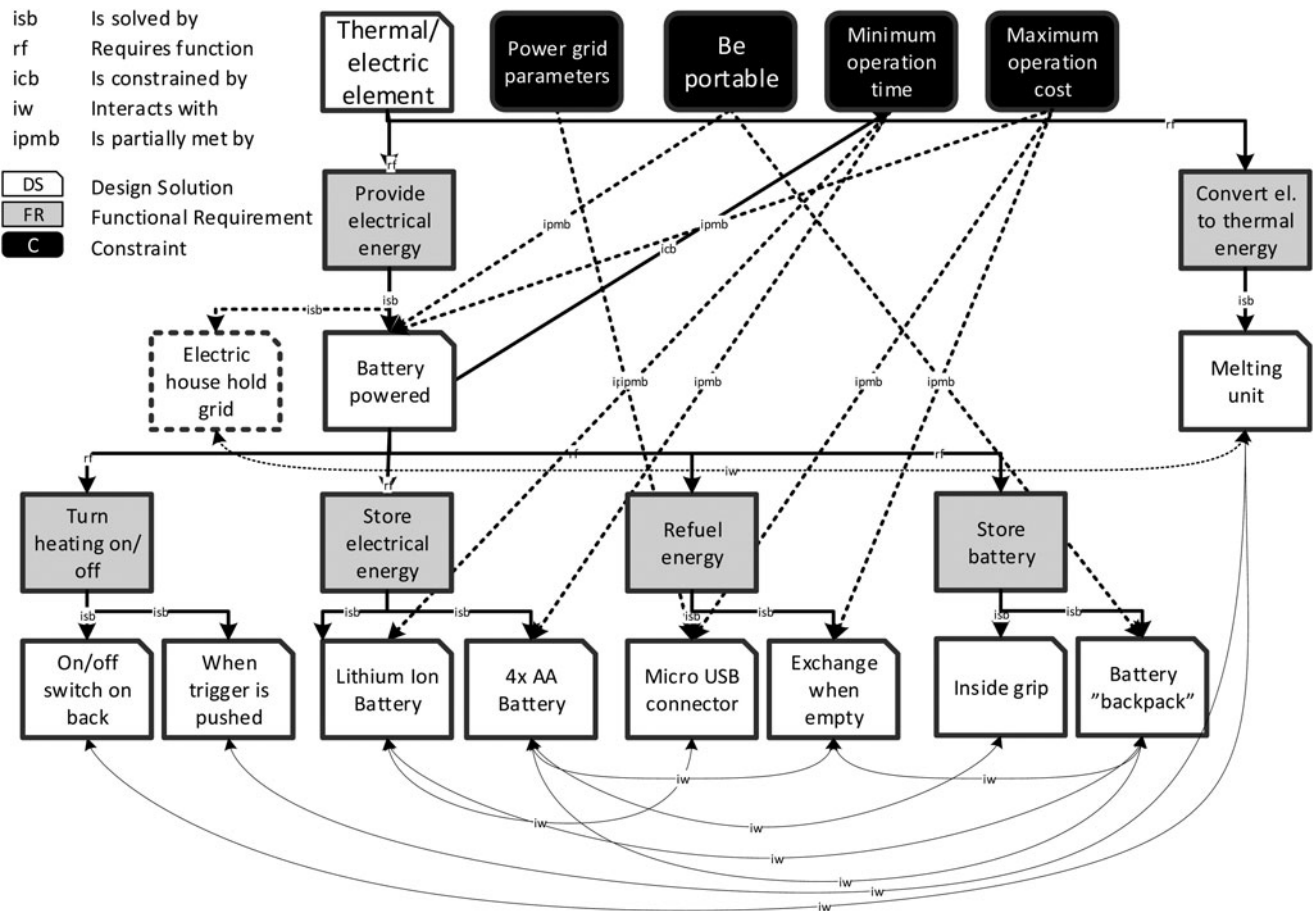 isb Is solved by
rf Requires function
icb Is constrained by
iw Interacts with
ipmb Is partially met by
DS Design Solution
FR Functional Requirement
C Constraint
Thermal/
electric
element
Power grid
parameters
Be
portable
Minimum
operation
time
Maximum
operation
cost
rf
rf
Provide
electrical
energy
Convert el.
to thermal
energy
ipmb
ipmb
icb
isb
isb
isb
Electric
house hold
grid
Battery
powered
Melting
unit
ipmb
ipmb
ipmb
ipmb
rf
rf
rf
iw
rf
Turn
heating on/
off
Store
electrical
energy
Refuel
energy
Store
battery
isb
isb
isb
isb
isb
isb
isb
isb
On/off
switch on
back
When
trigger is
pushed
Lithium Ion
Battery
4x AA
Battery
Micro USB
connector
Exchange
when
empty
Inside grip
Battery
”backpack”
iw
iw
iw
iw
iw
iw
iw
iw